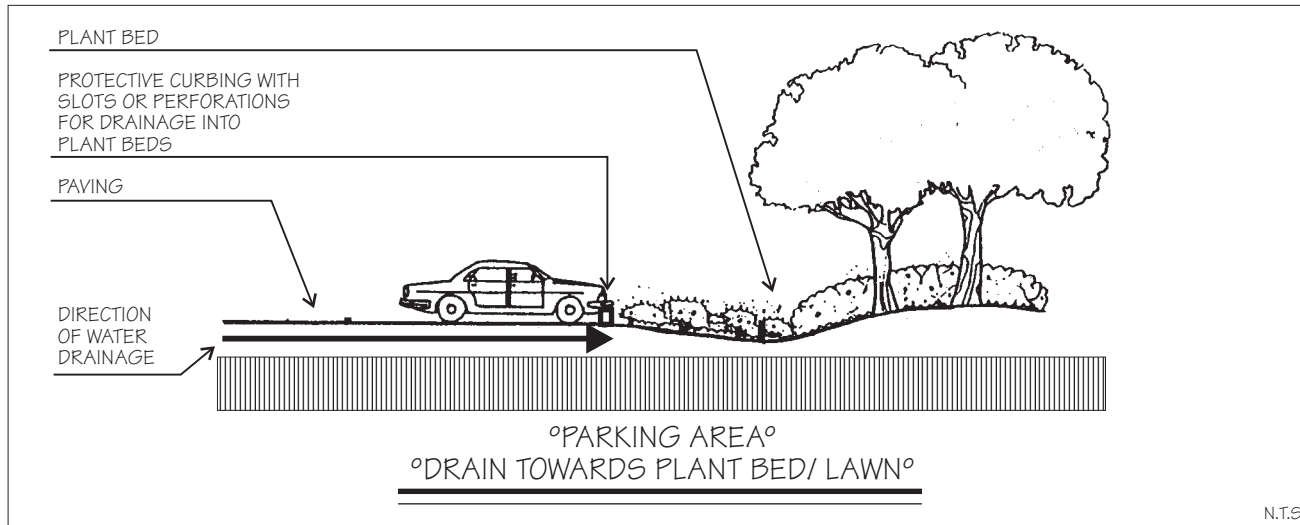 PLANT BED
PROTECTIVE CURBING WITH
SLOTS OR PERFORATIONS
FOR DRAINAGE INTO
PLANT BEDS
PAVING
DIRECTION
OF WATER
DRAINAGE
°PARKING AREA°
°DRAIN TOWARDS PLANT BED/ LAWN°
N.T.S